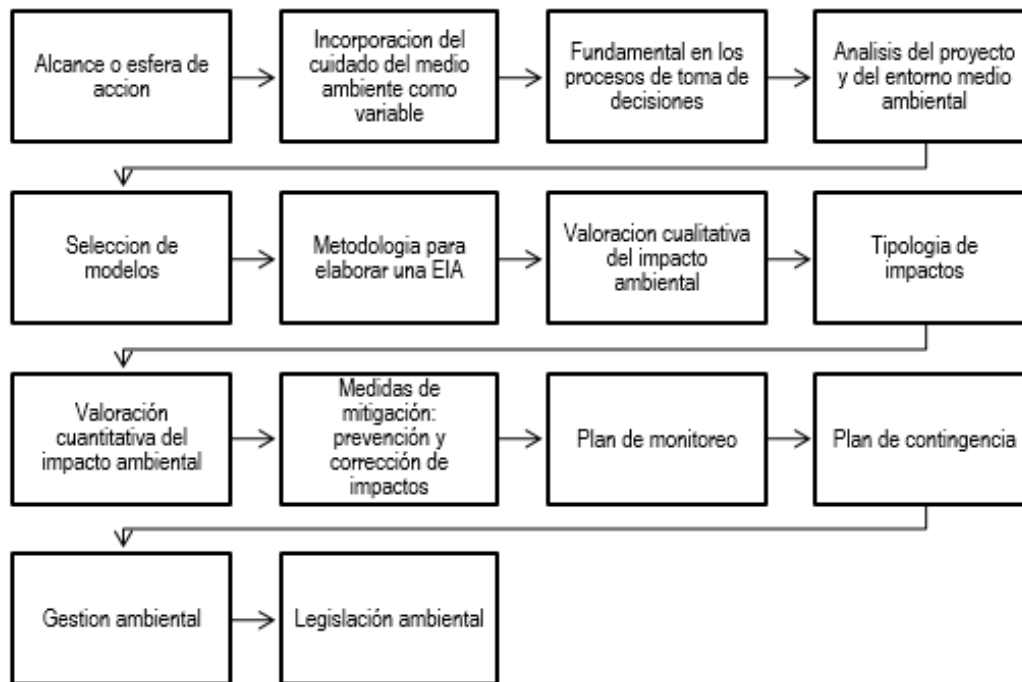 Alcance o esfera de
accion
Incorporacion del
cuidado del medio
ambiente como
variable
Fundamental en los
procesos de toma de
decisiones
Analisis del proyecto
y del entorno medio
ambiental
Seleccion de
modelos
Metodologia para
elaborar una EIA
Valoracion cualitativa
del impacto
ambiental
Tipologia de
impactos
Valoración
cuantitativa del
impacto ambiental
Medidas de
mitigación:
prevención y
corrección de
impactos
Plan de monitoreo
Plan de contingencia
Gestion ambiental
Legislación ambiental